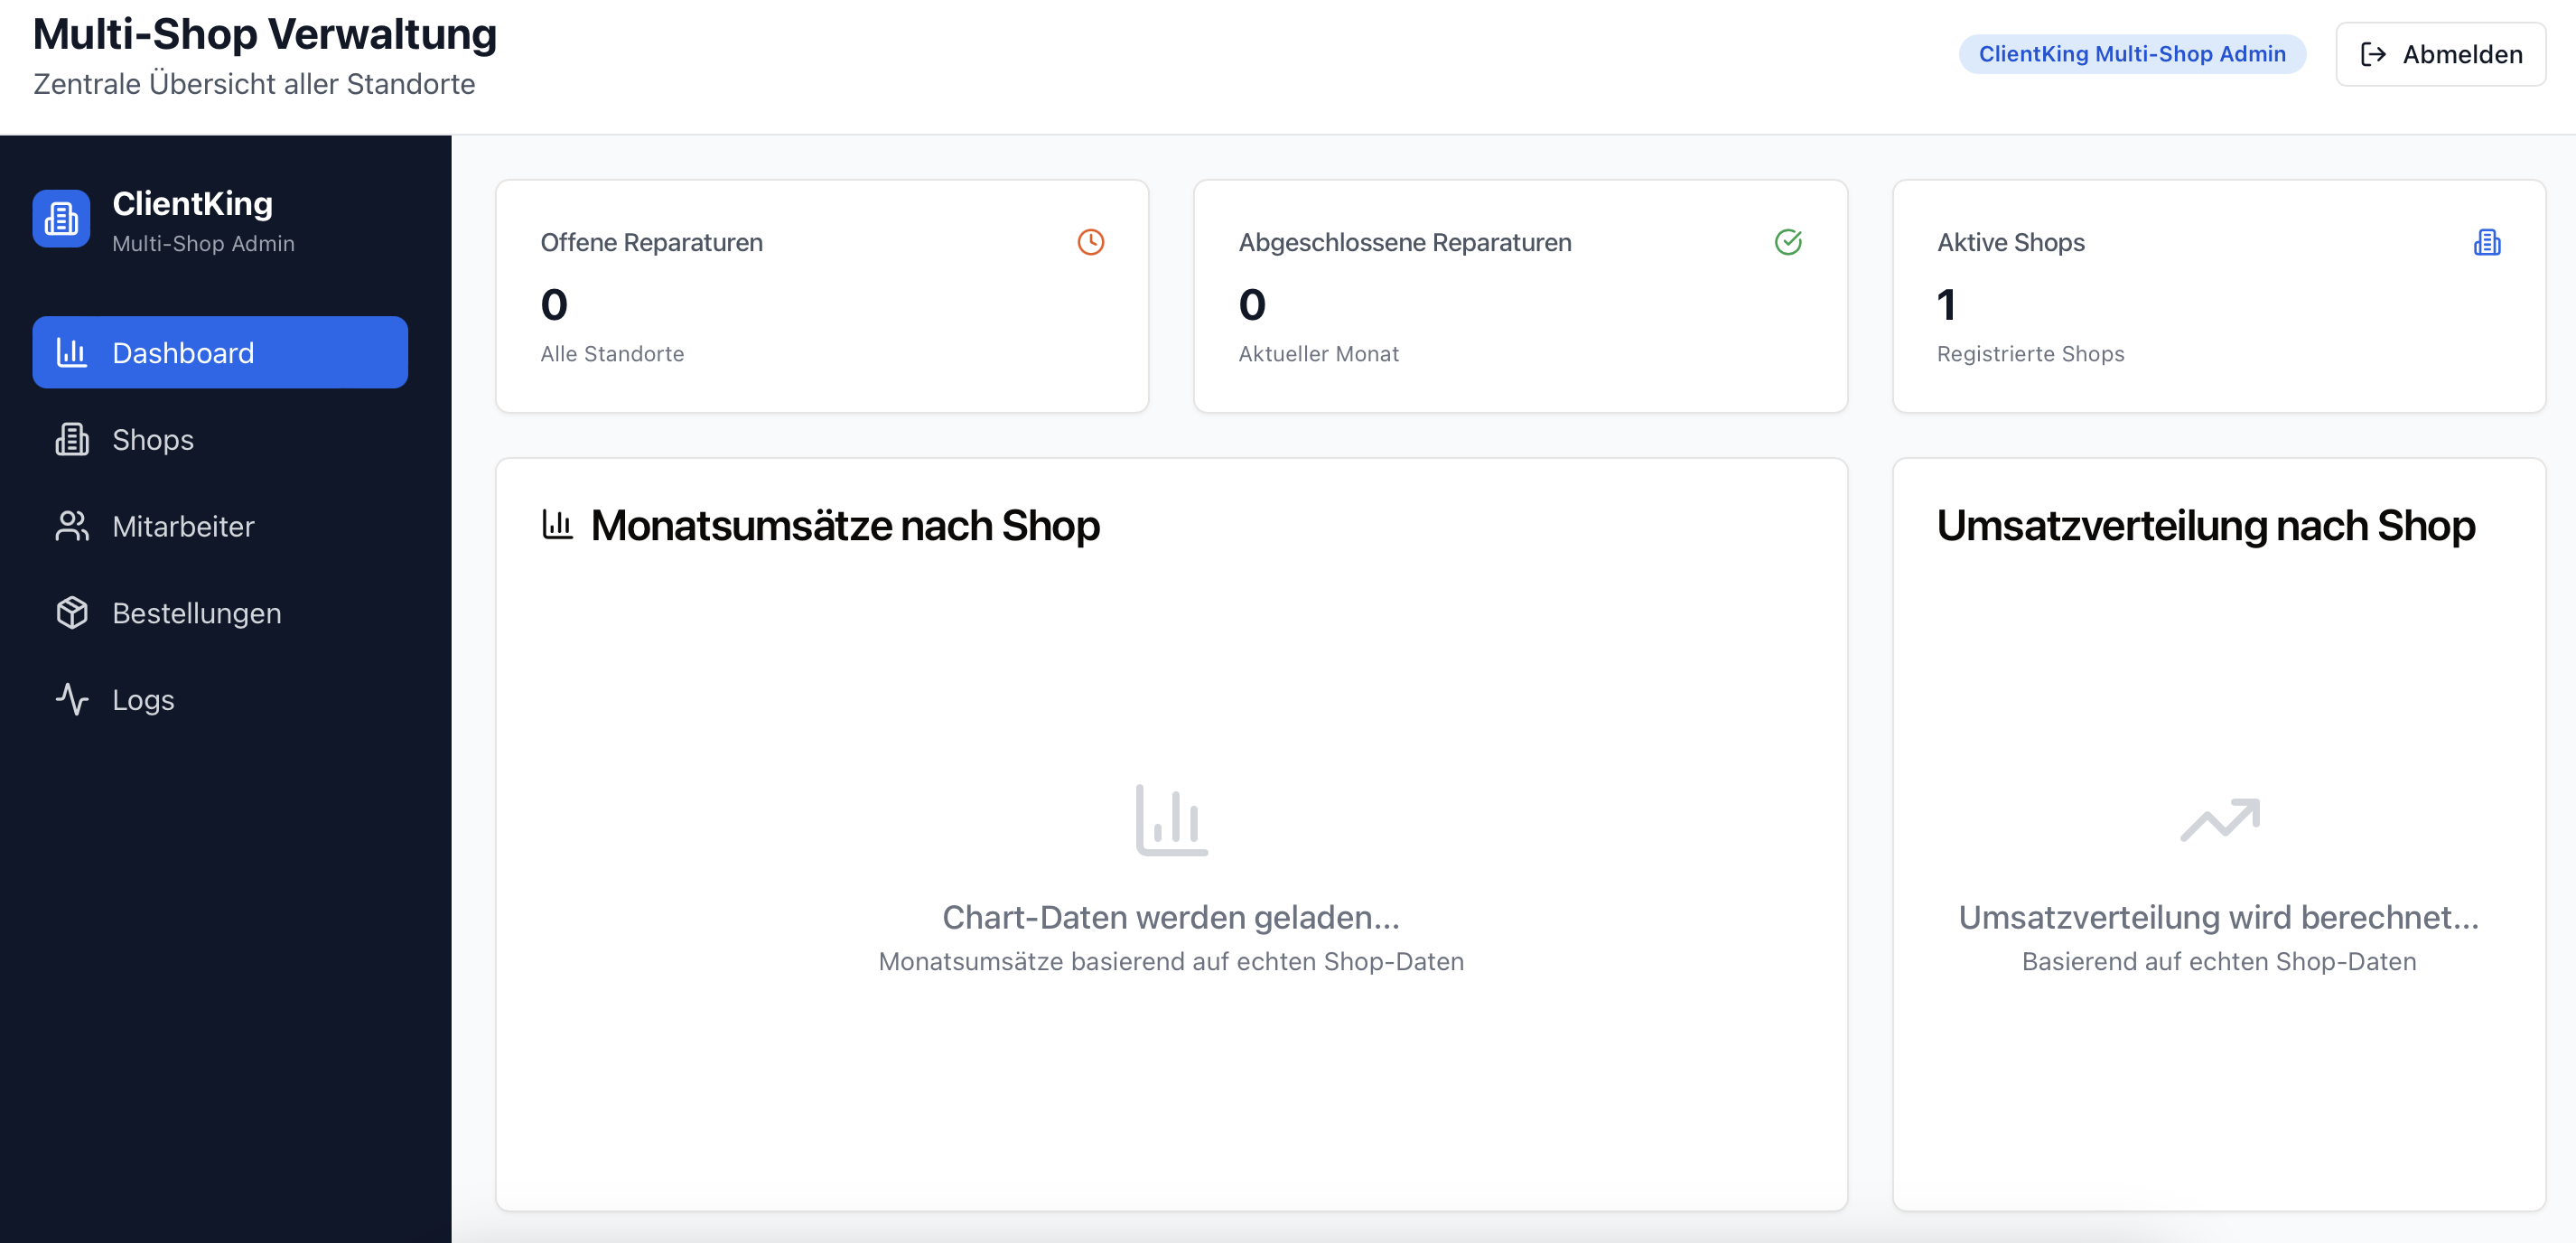 Multi-Shop Verwaltung
Zentrale Übersicht aller Standorte
ClientKing Multi-Shop Admin
Abmelden
ClientKing
Multi-Shop Admin
Dashboard
Shops
Mitarbeiter
Bestellungen
Logs
Offene Reparaturen
0
Alle Standorte
Abgeschlossene Reparaturen
0
Aktueller Monat
Aktive Shops
1
Registrierte Shops
Monatsumsätze nach Shop
Chart-Daten werden geladen...
Monatsumsätze basierend auf echten Shop-Daten
Umsatzverteilung nach Shop
Umsatzverteilung wird berechnet...
Basierend auf echten Shop-Daten